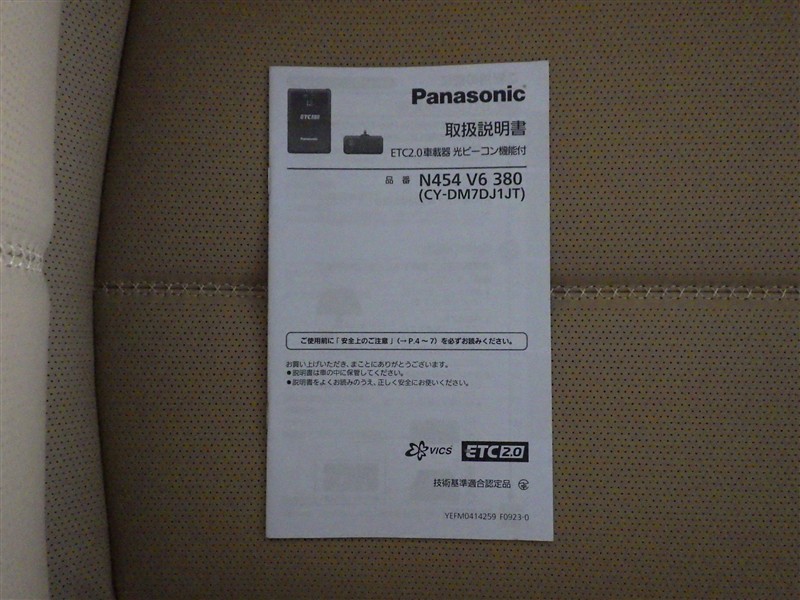 ETC2.0
Panasonic
Panasonic
取扱説明書
ETC2.0車載器 光ビーコン機能付
品番 N454 V6 380
(CY-DM7DJ1JT)
ご使用前に「安全上のご注意」(→P.4～7)を必ずお読みください。
お買い上げいただき、まことにありがとうございます。
●説明書は車の中に保管してください。
●説明書をよくお読みのうえ、正しく安全にお使いください。
VICS ETC2.0
技術基準適合認定品
YEFM0414259 F0923-0